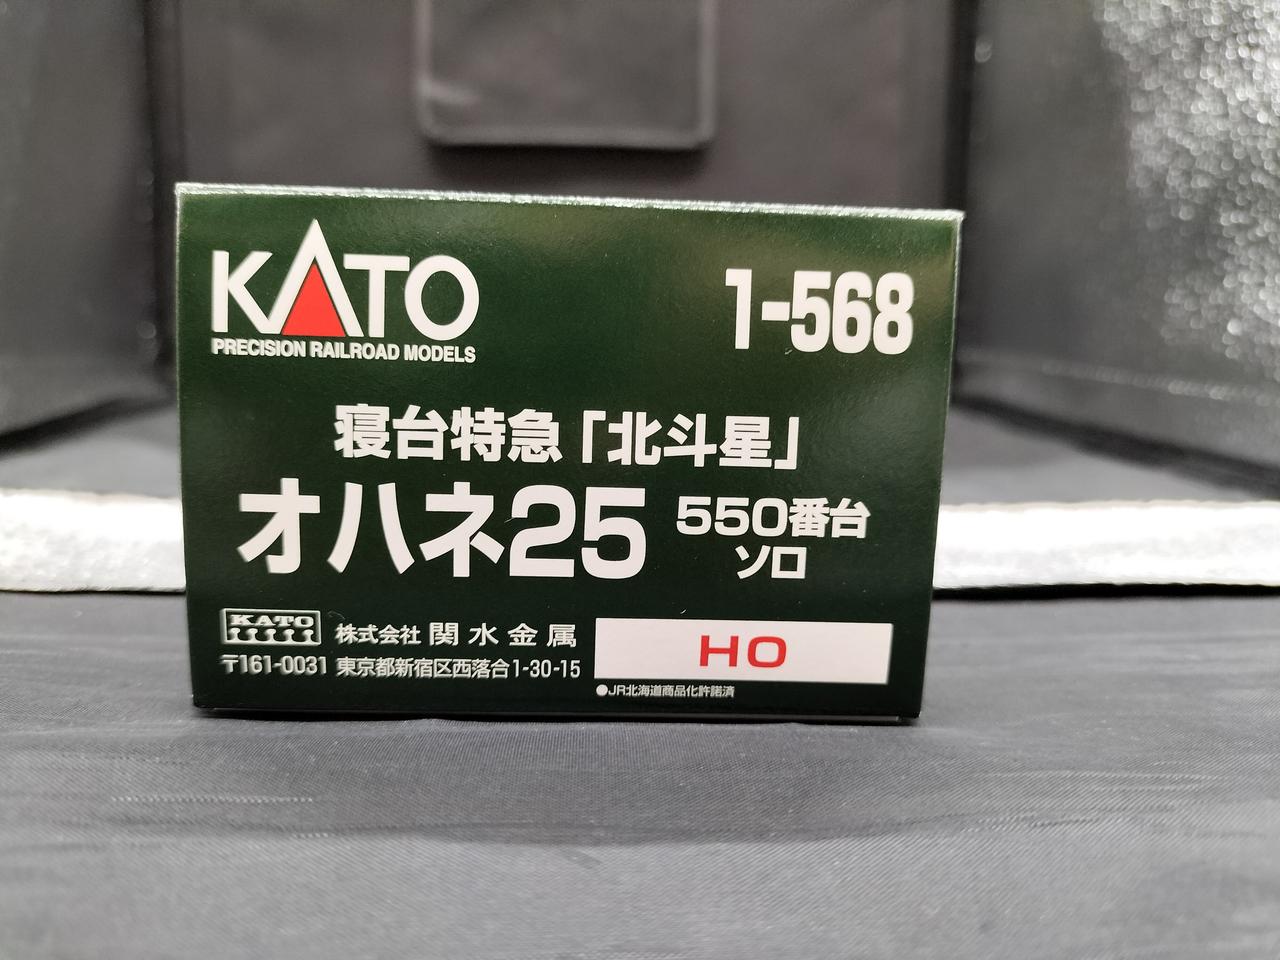 KATO
PRECISION RAILROAD MODELS
1-568
寝台特急「北斗星」
オハネ25 550番台
ソロ
KATO
株式会社 関水金属
〒161-0031 東京都新宿区西落合1-30-15
HO
●JR北海道商品化許諾済